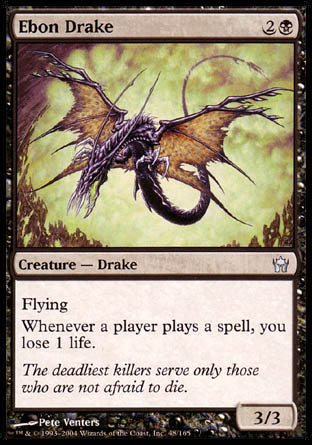 Ebon Drake 2
Creature — Drake
Flying
Whenever a player plays a spell, you
lose 1 life.
The deadliest killers serve only those
who are not afraid to die.
Pete Venters
™ & © 1993–2004 Wizards of the Coast, Inc. 48/165
3/3